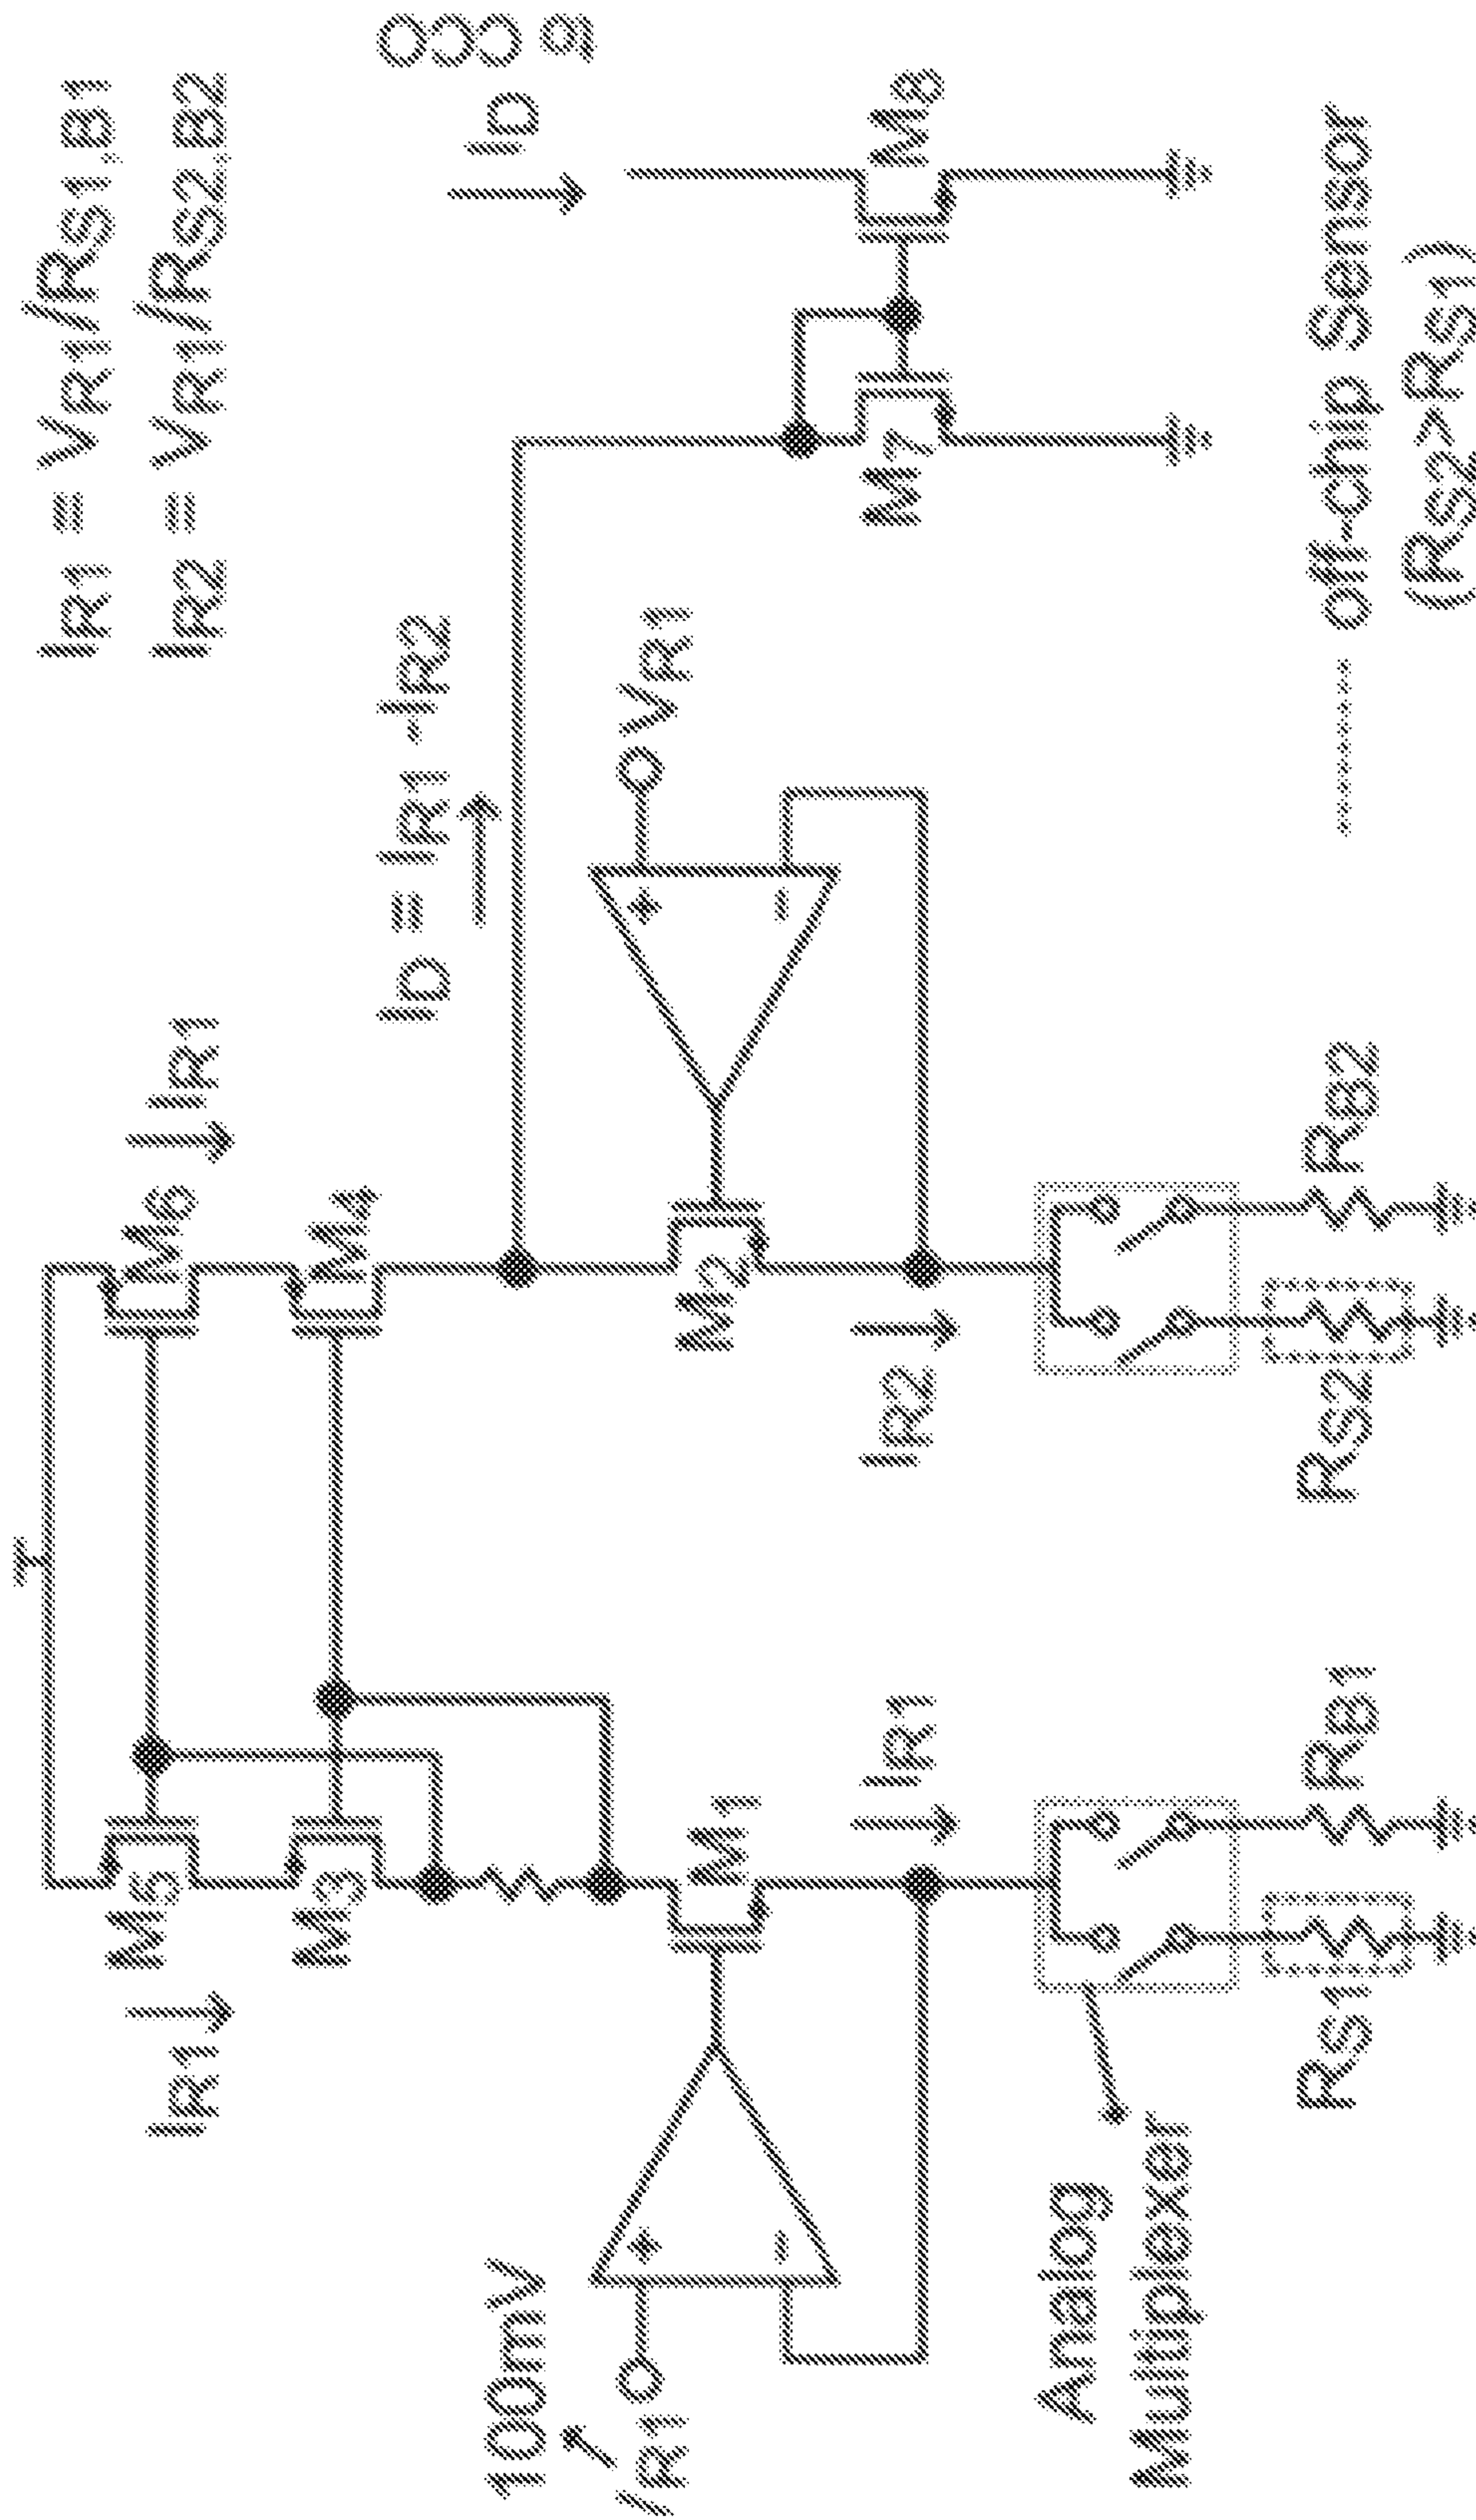 IR1 = VR1/RS1,B1
IR2 = VR1/RS2,B2
IR1
M5
M6
IR1
M3
M4
ID = IR1 -IR2
ID
to
CCO
100mV
R1
+
-
M1
M2
+
-
VR1
M7
M8
IR1
IR2
Analog
Multiplexer
RS1
RB1
RS2
RB2
off-chip Sensor
(RS2>RS1)